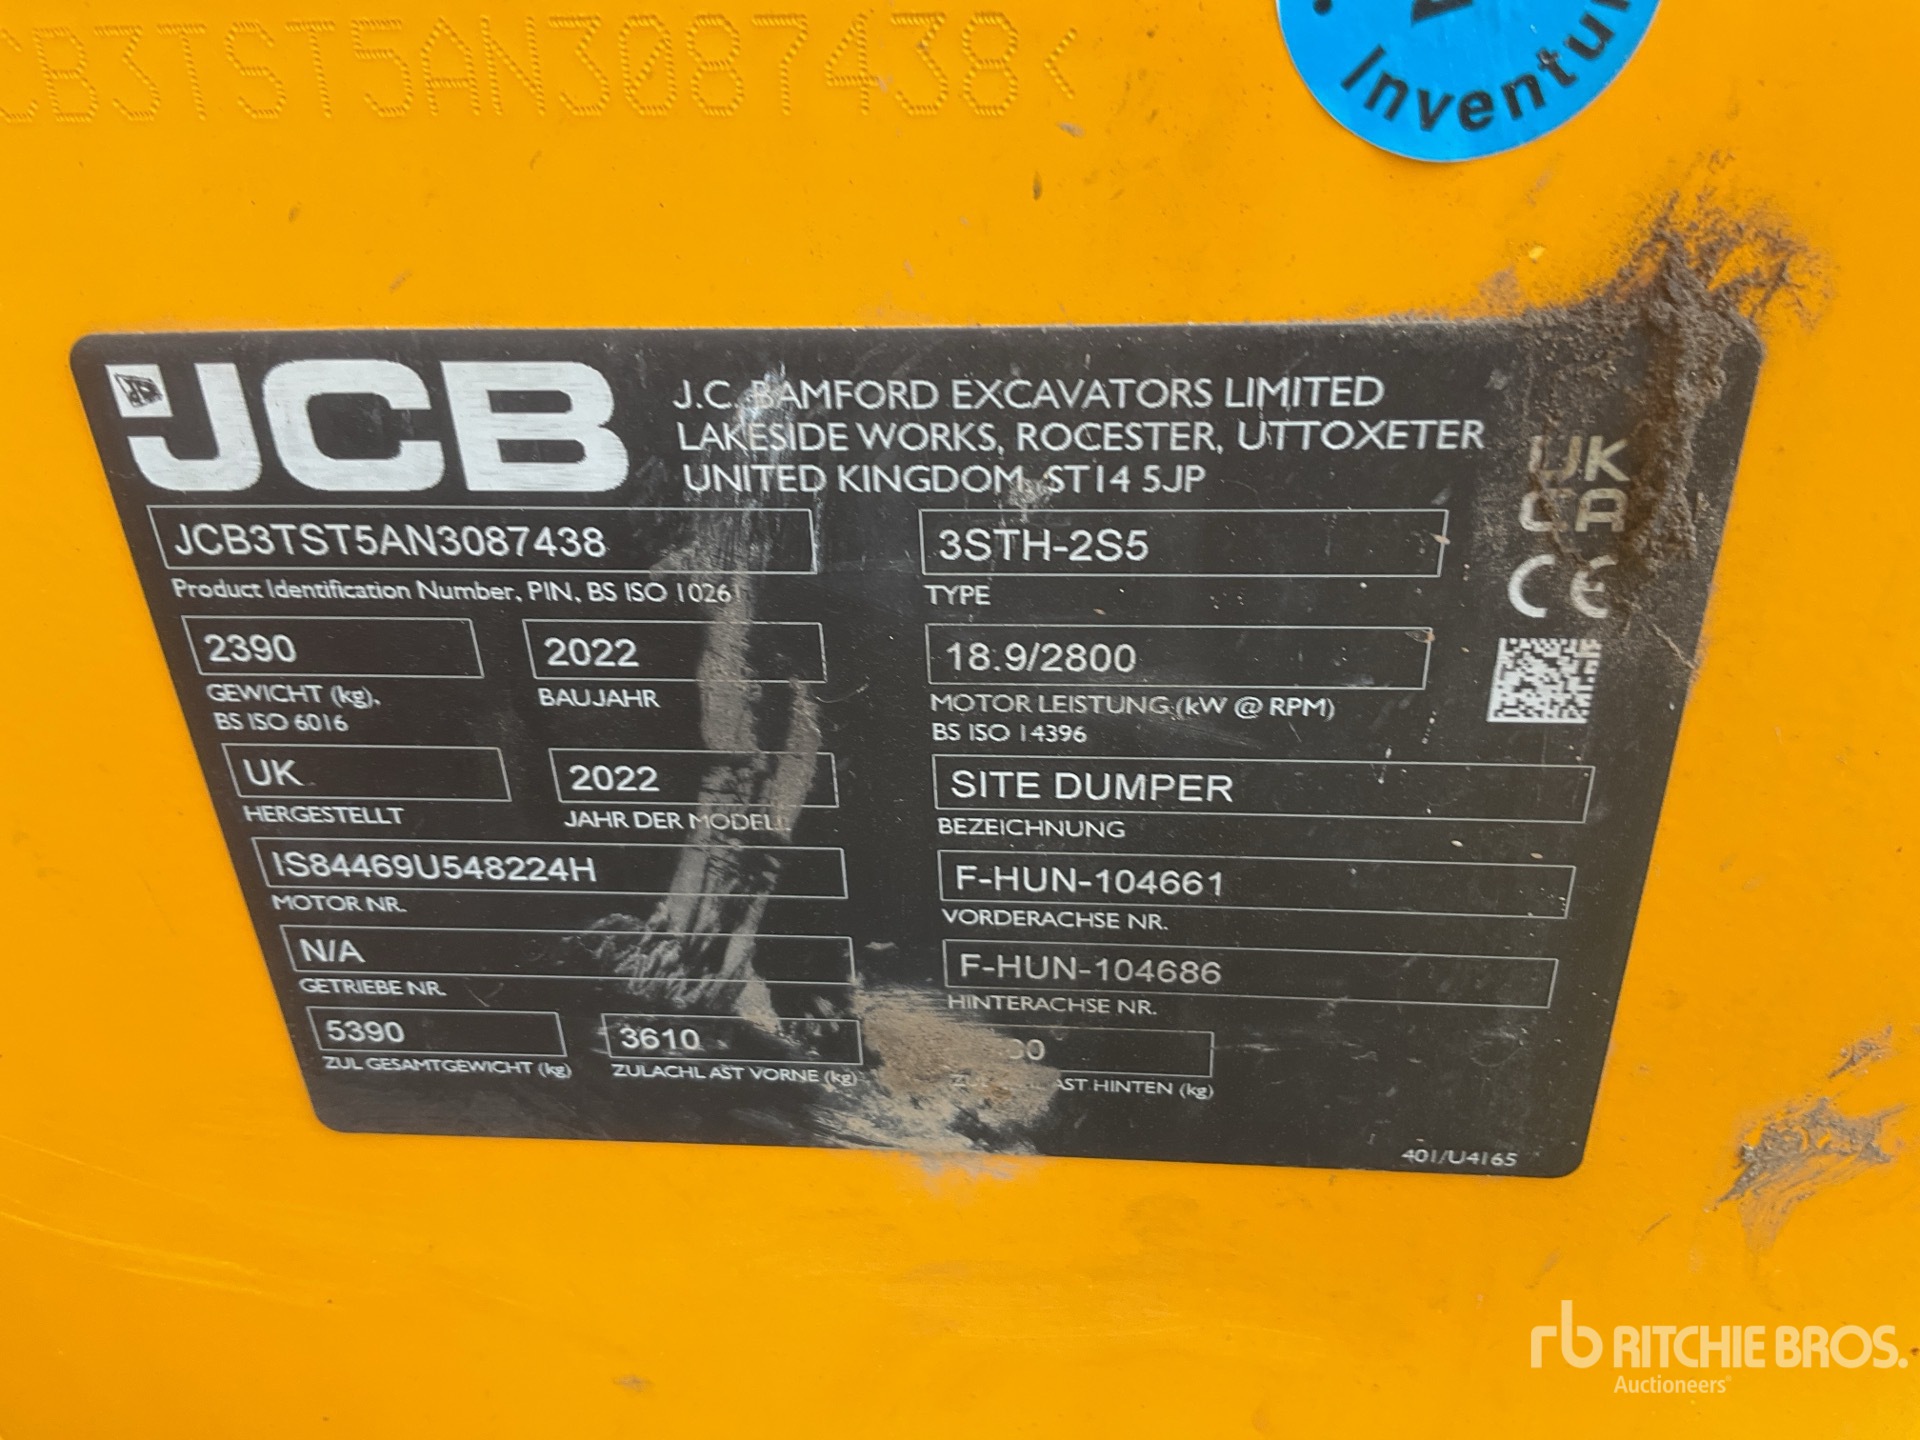 CB3TST5AN3087438<
Inventu
JCB
J.C. BAMFORD EXCAVATORS LIMITED
LAKESIDE WORKS, ROCESTER, UTTOXETER
UNITED KINGDOM, ST14 5JP
UK
CA
CE
JCB3TST5AN3087438
Product Identification Number, PIN, BS ISO 10261
3STH-2S5
TYPE
2390
GEWICHT (kg),
BS ISO 6016
2022
BAUJAHR
18.9/2800
MOTOR LEISTUNG (kW @ RPM)
BS ISO 14396
UK
HERGESTELLT
2022
JAHR DER MODELL
SITE DUMPER
BEZEICHNUNG
IS84469U548224H
MOTOR NR.
F-HUN-104661
VORDERACHSE NR.
N/A
GETRIEBE NR.
F-HUN-104686
HINTERACHSE NR.
5390
ZUL GESAMTGEWICHT (kg)
3610
ZULACHL AST VORNE (kg)
AST HINTEN (kg)
401/U4165
rb RITCHIE BROS.
Auctioneers